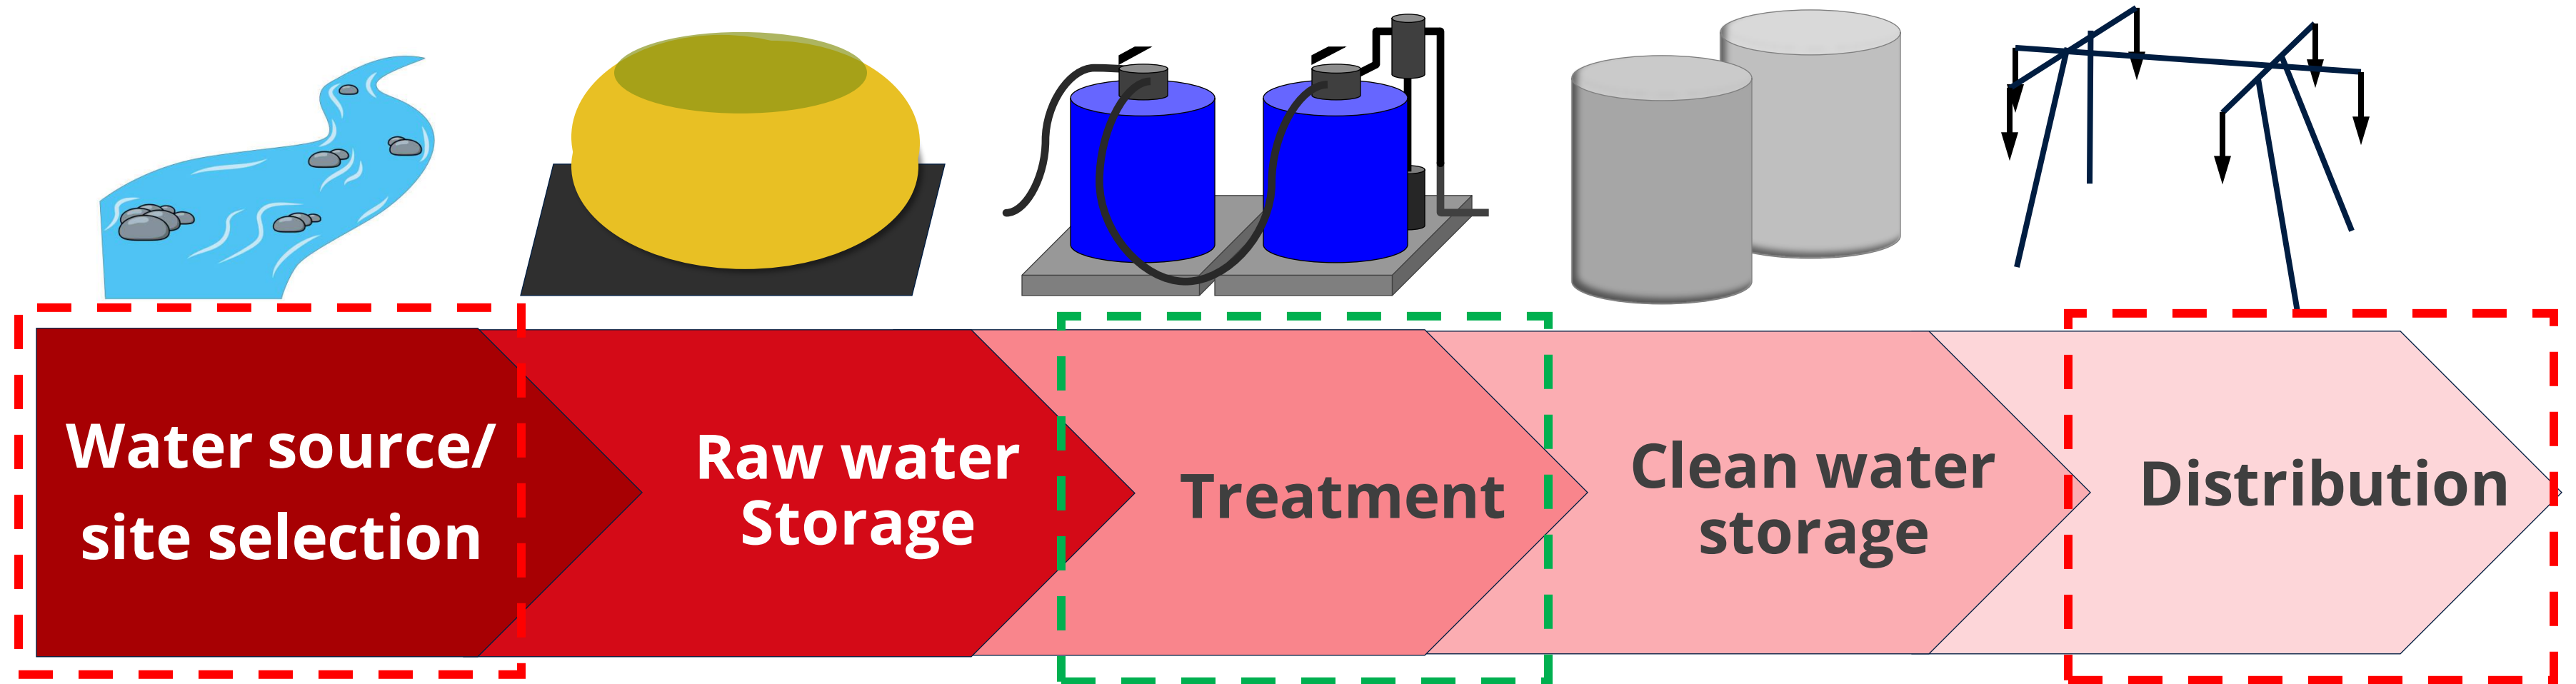 Water source/
site selection
Raw water
Storage
Treatment
Clean water
storage
Distribution